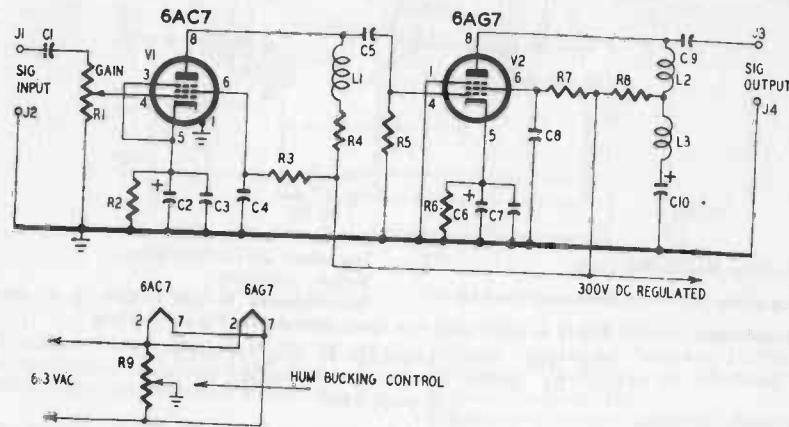 6AC7
6AG7
J1
C1
SIG
INPUT
J2
GAIN
R1
V1
8
3
4
6
5
1
R2
+
C2
C3
C4
R3
L1
R4
C5
R5
8
V2
1
4
6
5
R6
+
C6
C7
C8
R7
R8
C9
L2
L3
+
C10
J3
SIG
OUTPUT
J4
300V DC REGULATED
6AC7
6AG7
2
7
2
7
R9
6.3 VAC
HUM BUCKING CONTROL